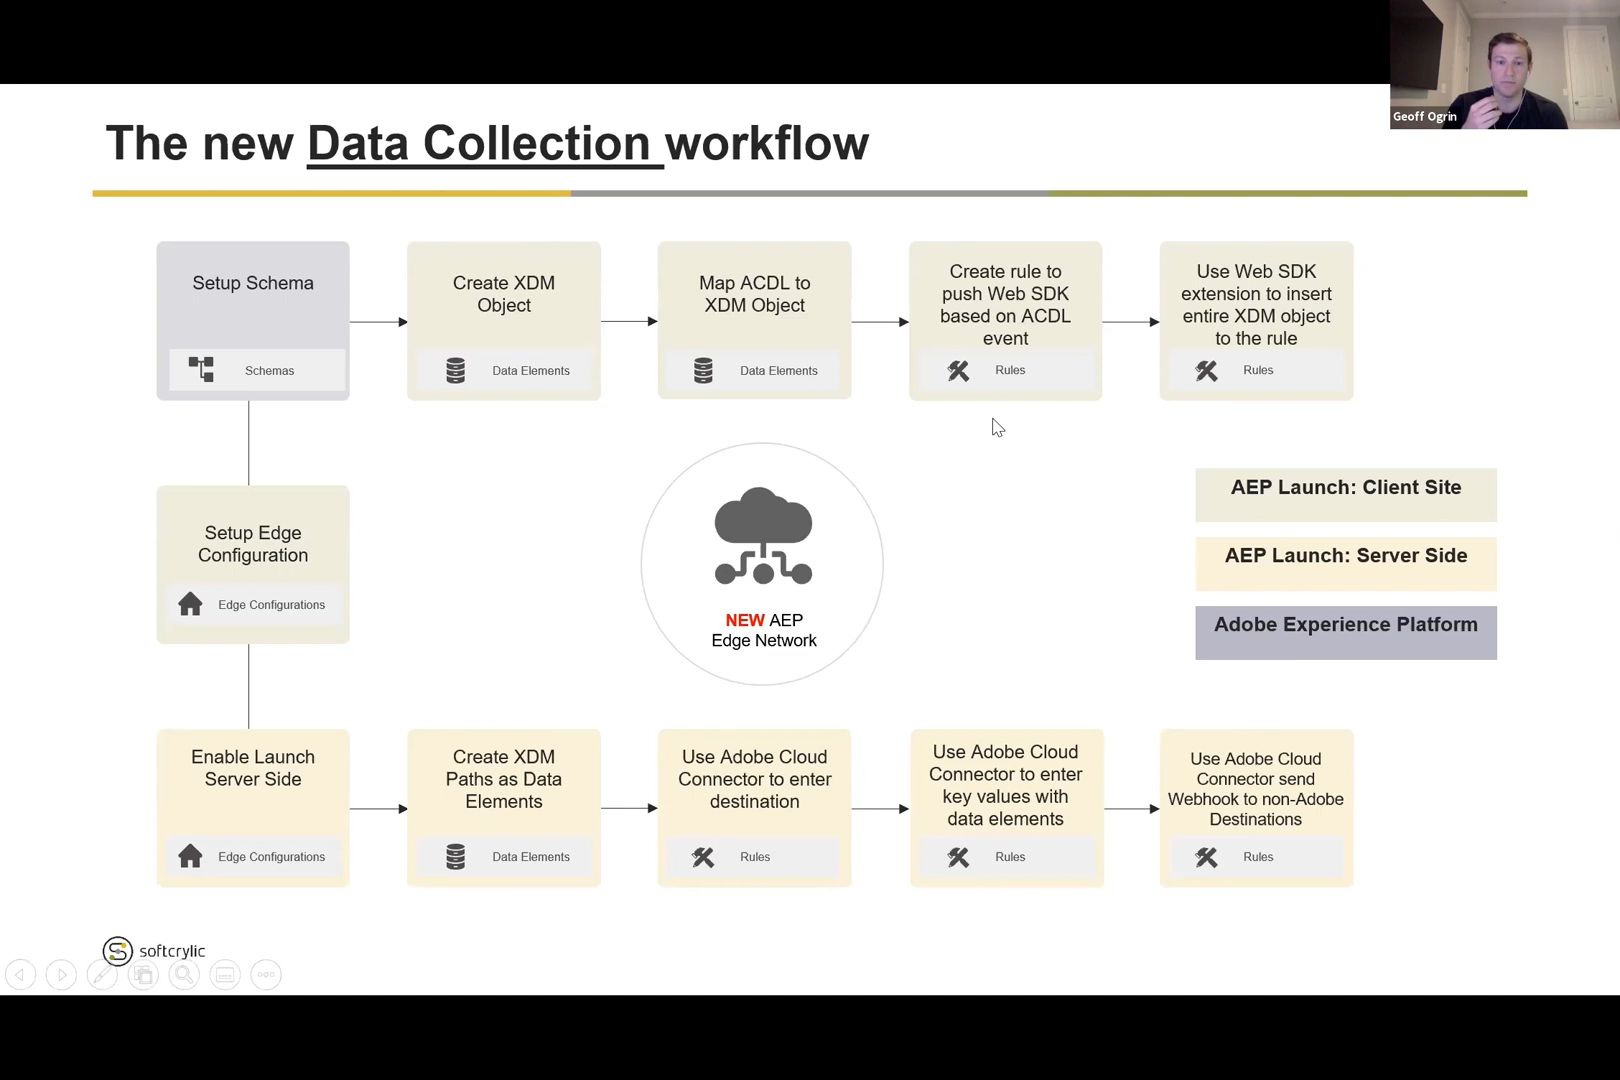 Geoff Ogrin
The new Data Collection workflow
Setup Schema
Schemas
Create XDM
Object
Data Elements
Map ACDL to
XDM Object
Data Elements
Create rule to
push Web SDK
based on ACDL
event
Rules
Use Web SDK
extension to insert
entire XDM object
to the rule
Rules
Setup Edge
Configuration
Edge Configurations
NEW AEP
Edge Network
AEP Launch: Client Site
AEP Launch: Server Side
Adobe Experience Platform
Enable Launch
Server Side
Edge Configurations
Create XDM
Paths as Data
Elements
Data Elements
Use Adobe Cloud
Connector to enter
destination
Rules
Use Adobe Cloud
Connector to enter
key values with
data elements
Rules
Use Adobe Cloud
Connector send
Webhook to non-Adobe
Destinations
Rules
softcrylic